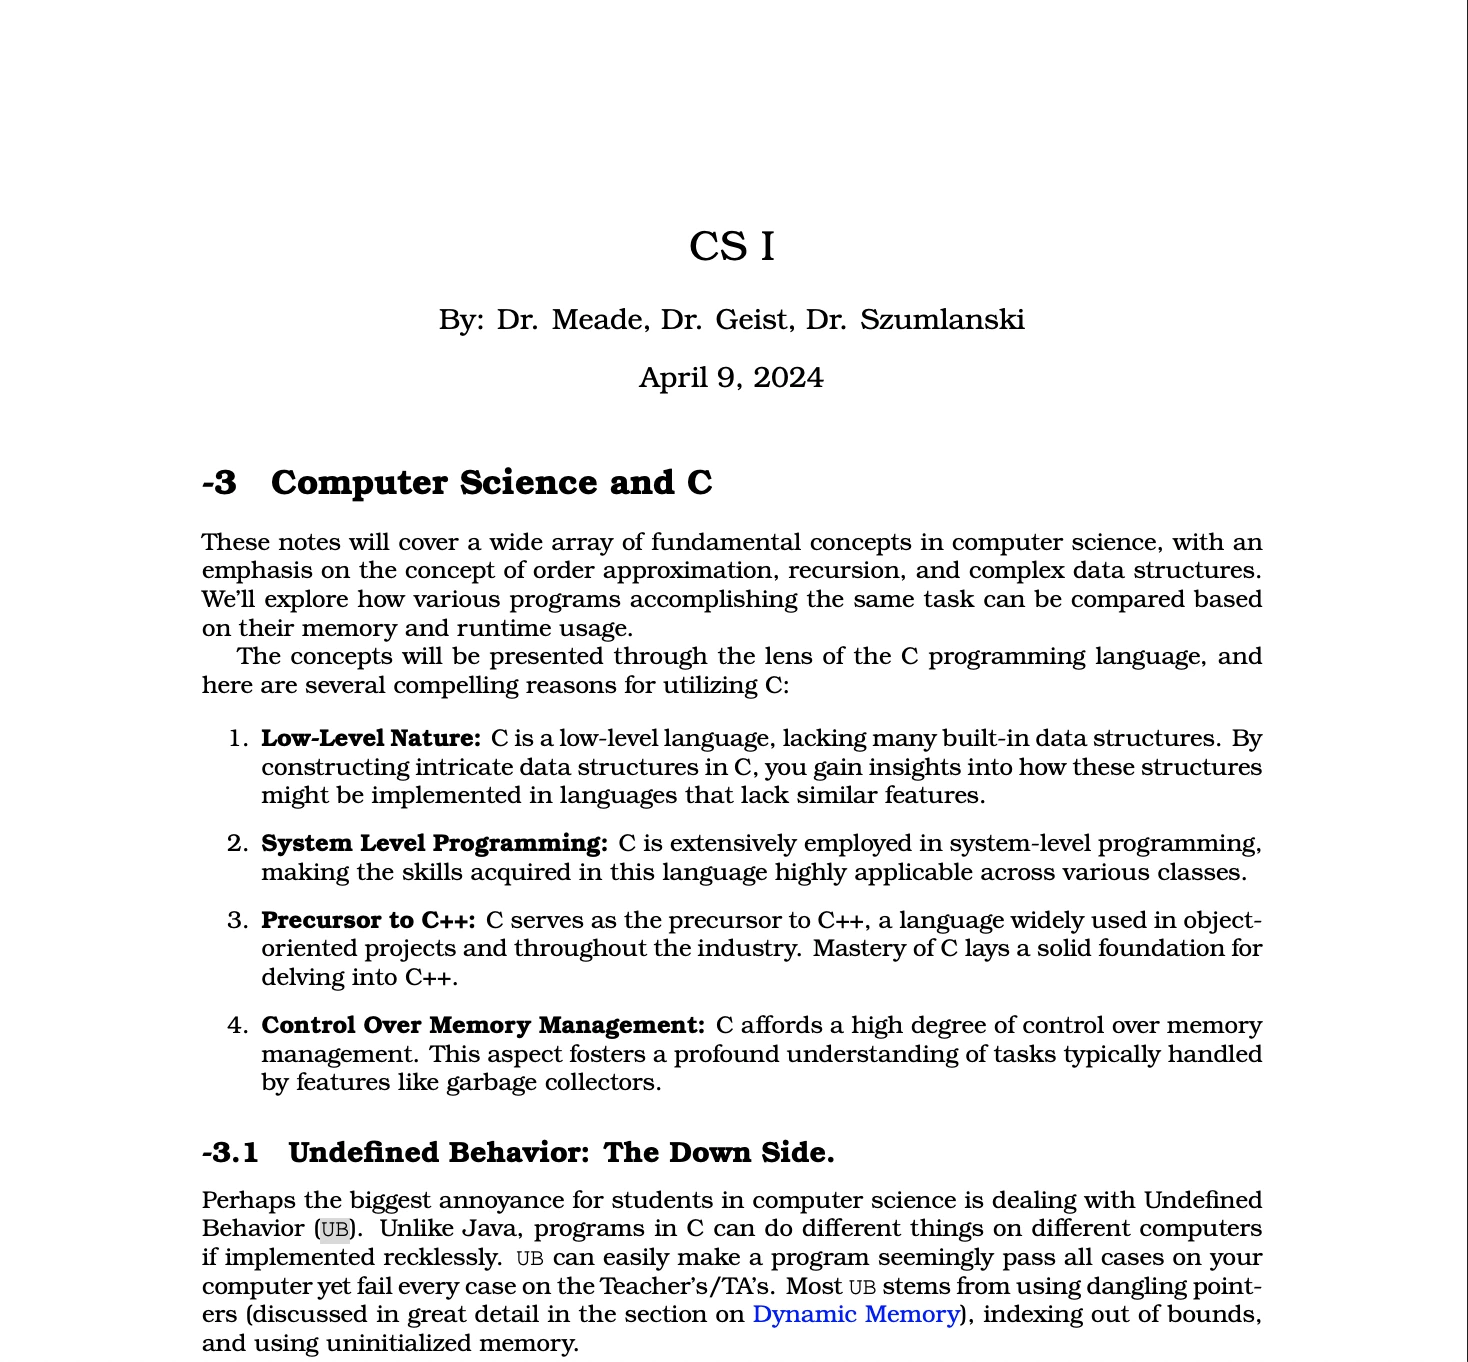 CS I
By: Dr. Meade, Dr. Geist, Dr. Szumlanski
April 9, 2024
-3 Computer Science and C
These notes will cover a wide array of fundamental concepts in computer science, with an
emphasis on the concept of order approximation, recursion, and complex data structures.
We'll explore how various programs accomplishing the same task can be compared based
on their memory and runtime usage.
The concepts will be presented through the lens of the C programming language, and
here are several compelling reasons for utilizing C:
1. Low-Level Nature: C is a low-level language, lacking many built-in data structures. By
constructing intricate data structures in C, you gain insights into how these structures
might be implemented in languages that lack similar features.
2. System Level Programming: C is extensively employed in system-level programming,
making the skills acquired in this language highly applicable across various classes.
3. Precursor to C++: C serves as the precursor to C++, a language widely used in object-
oriented projects and throughout the industry. Mastery of C lays a solid foundation for
delving into C++.
4. Control Over Memory Management: C affords a high degree of control over memory
management. This aspect fosters a profound understanding of tasks typically handled
by features like garbage collectors.
-3.1 Undefined Behavior: The Down Side.
Perhaps the biggest annoyance for students in computer science is dealing with Undefined
Behavior (UB). Unlike Java, programs in C can do different things on different computers
if implemented recklessly. UB can easily make a program seemingly pass all cases on your
computer yet fail every case on the Teacher's/TA's. Most UB stems from using dangling point-
ers (discussed in great detail in the section on Dynamic Memory), indexing out of bounds,
and using uninitialized memory.